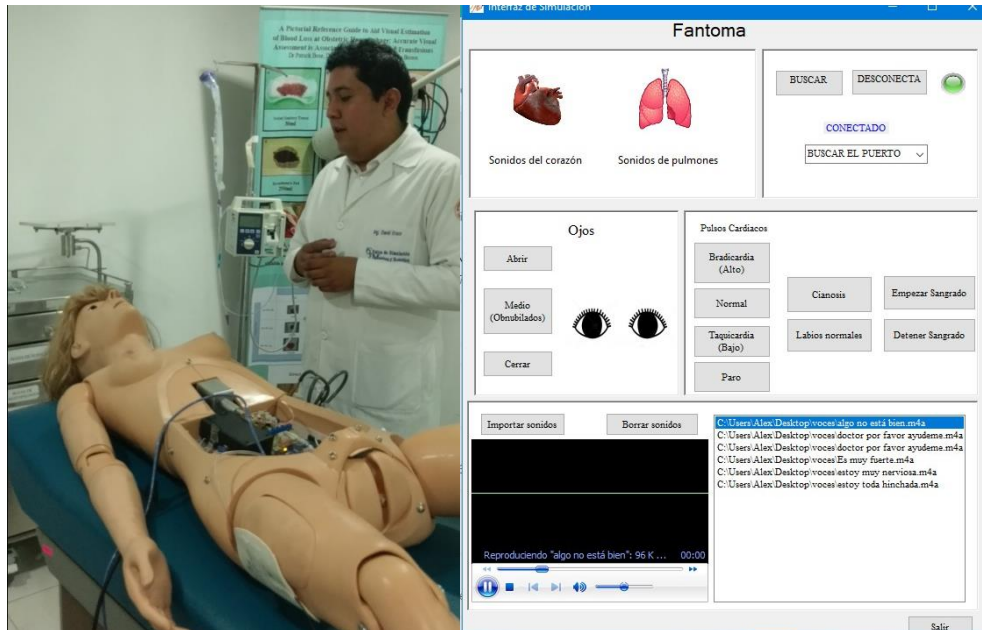 A Pictorial Reference Guide to Aid Visual Estimation
of Blood Loss at Obstetric
Accurate Visual
Assessment is
Transfusions
Interfaz de Simulación
Fantoma
Sonidos del corazón
Sonidos de pulmones
BUSCAR
DESCONECTA
CONECTADO
BUSCAR EL PUERTO
Ojos
Abrir
Medio
(Obnubilados)
Cerrar
Pulsos Cardiacos
Bradicardia
(Alto)
Normal
Taquicardia
(Bajo)
Paro
Cianosis
Labios normales
Empezar Sangrado
Detener Sangrado
Importar sonidos
Borrar sonidos
Reproduciendo "algo no está bien": 96 K ...
00:00
C:\Users\Alex\Desktop\voces\algo no está bien.m4a
C:\Users\Alex\Desktop\voces\doctor por favor ayudeme.m4a
C:\Users\Alex\Desktop\voces\doctor por favor ayudeme.m4a
C:\Users\Alex\Desktop\voces\Es muy fuerte.m4a
C:\Users\Alex\Desktop\voces\estoy muy nerviosa.m4a
C:\Users\Alex\Desktop\voces\estoy toda hinchada.m4a
Salir